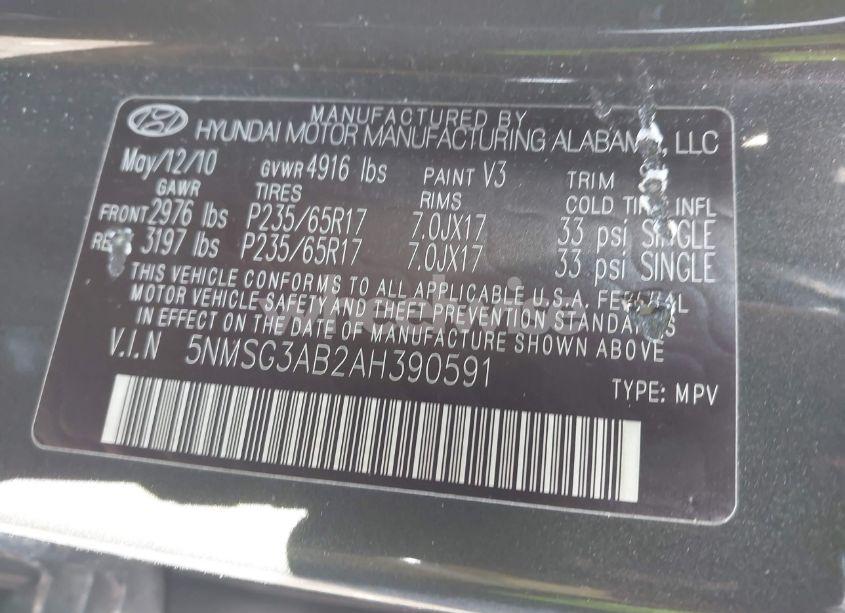 MANUFACTURED BY
HYUNDAI MOTOR MANUFACTURING ALABAMA, LLC
May/12/10 GVWR 4916 lbs PAINT V3 TRIM
GAWR TIRES RIMS COLD TIRE INFL
FRONT 2976 lbs P235/65R17 7.0JX17 33 psi SINGLE
REAR 3197 lbs P235/65R17 7.0JX17 33 psi SINGLE
THIS VEHICLE CONFORMS TO ALL APPLICABLE U.S.A. FEDERAL
MOTOR VEHICLE SAFETY AND THEFT PREVENTION STANDARDS
IN EFFECT ON THE DATE OF MANUFACTURE SHOWN ABOVE
V.I.N 5NMSG3AB2AH390591
TYPE: MPV